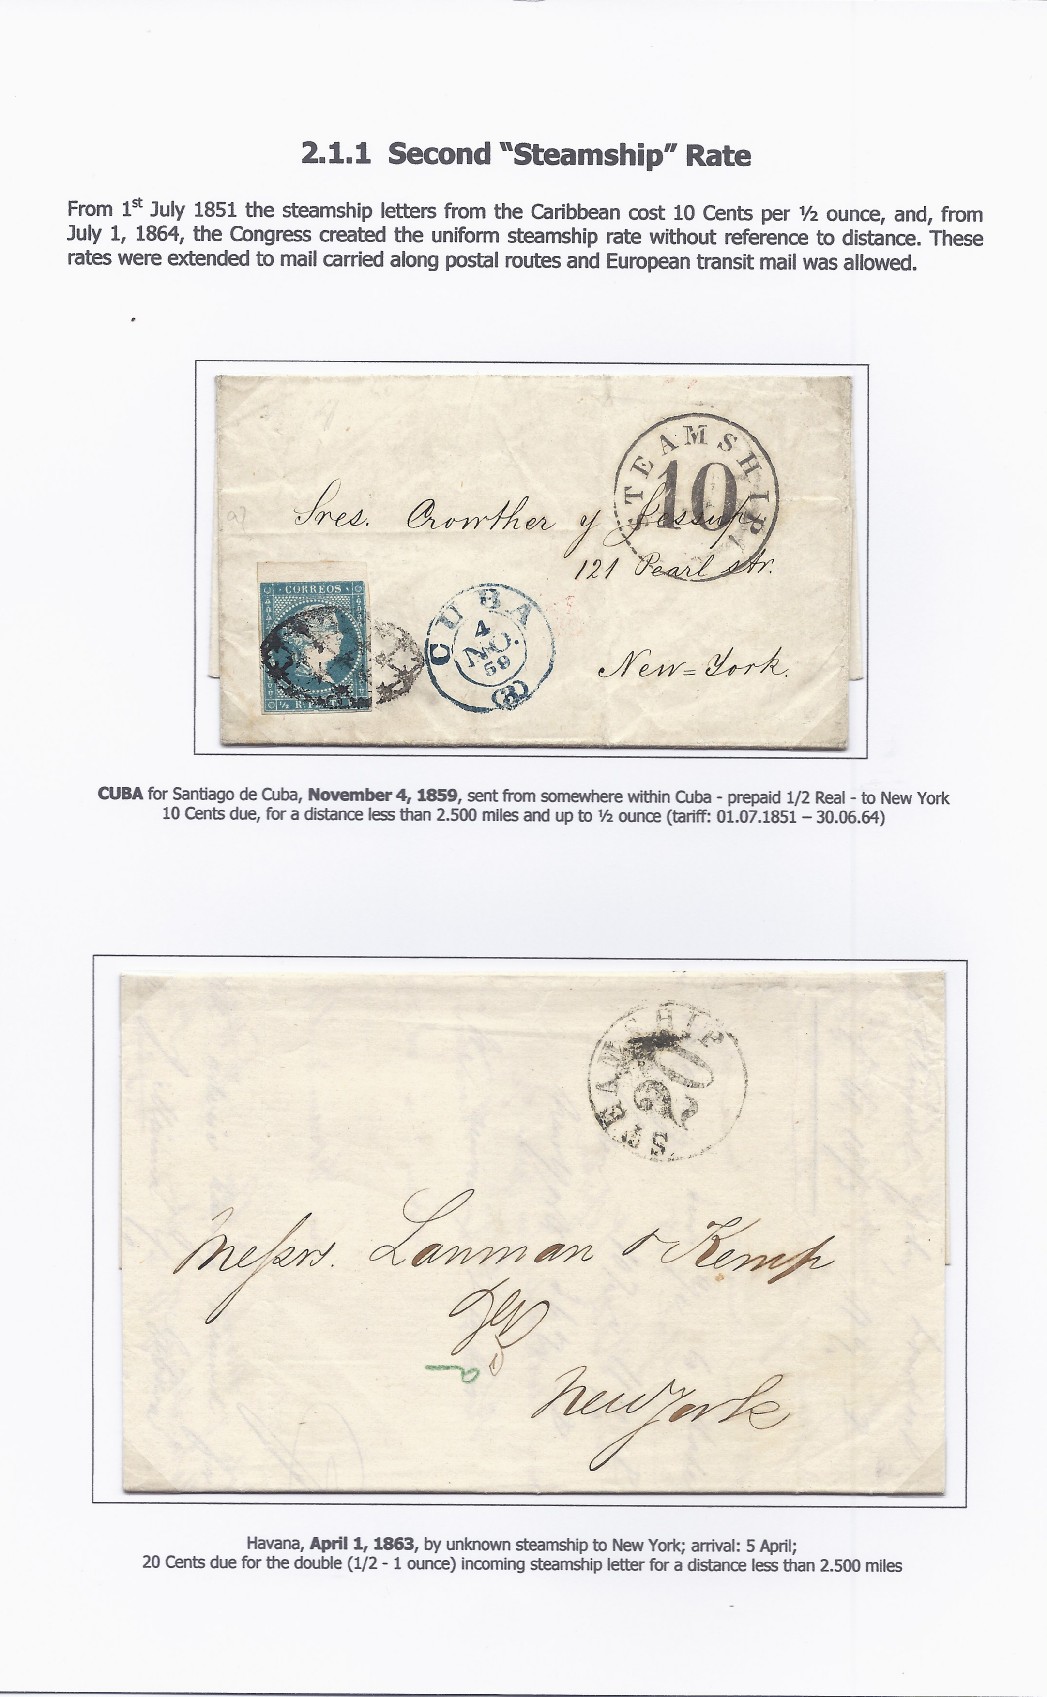 2.1.1 Second “Steamship” Rate
From 1st July 1851 the steamship letters from the Caribbean cost 10 Cents per ½ ounce, and, from
July 1, 1864, the Congress created the uniform steamship rate without reference to distance. These
rates were extended to mail carried along postal routes and European transit mail was allowed.
STEAMSHIP
10
Sres. Crowther y Jessup
121 Pearl str.
CORREOS
CUBA
4
NO.
59
(3)
New=York.
CUBA for Santiago de Cuba, November 4, 1859, sent from somewhere within Cuba - prepaid 1/2 Real - to New York
10 Cents due, for a distance less than 2.500 miles and up to ½ ounce (tariff: 01.07.1851 – 30.06.64)
STEAMSHIP
20
Messrs. Lanman & Kemp
New York
Havana, April 1, 1863, by unknown steamship to New York; arrival: 5 April;
20 Cents due for the double (1/2 - 1 ounce) incoming steamship letter for a distance less than 2.500 miles